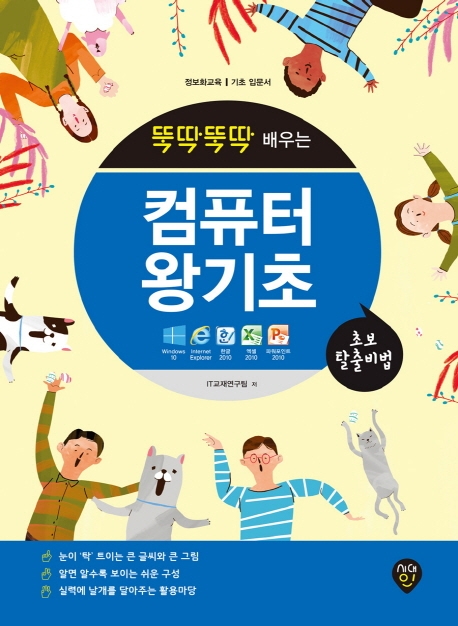 정보화교육 | 기초 입문서
뚝딱뚝딱 배우는
컴퓨터
왕기초
Windows 10
Internet Explorer
한글 2010
엑셀 2010
파워포인트 2010
초보
탈출비법
IT교재연구팀 저
눈이 '탁' 트이는 큰 글씨와 큰 그림
알면 알수록 보이는 쉬운 구성
실력에 날개를 달아주는 활용마당
시대
인